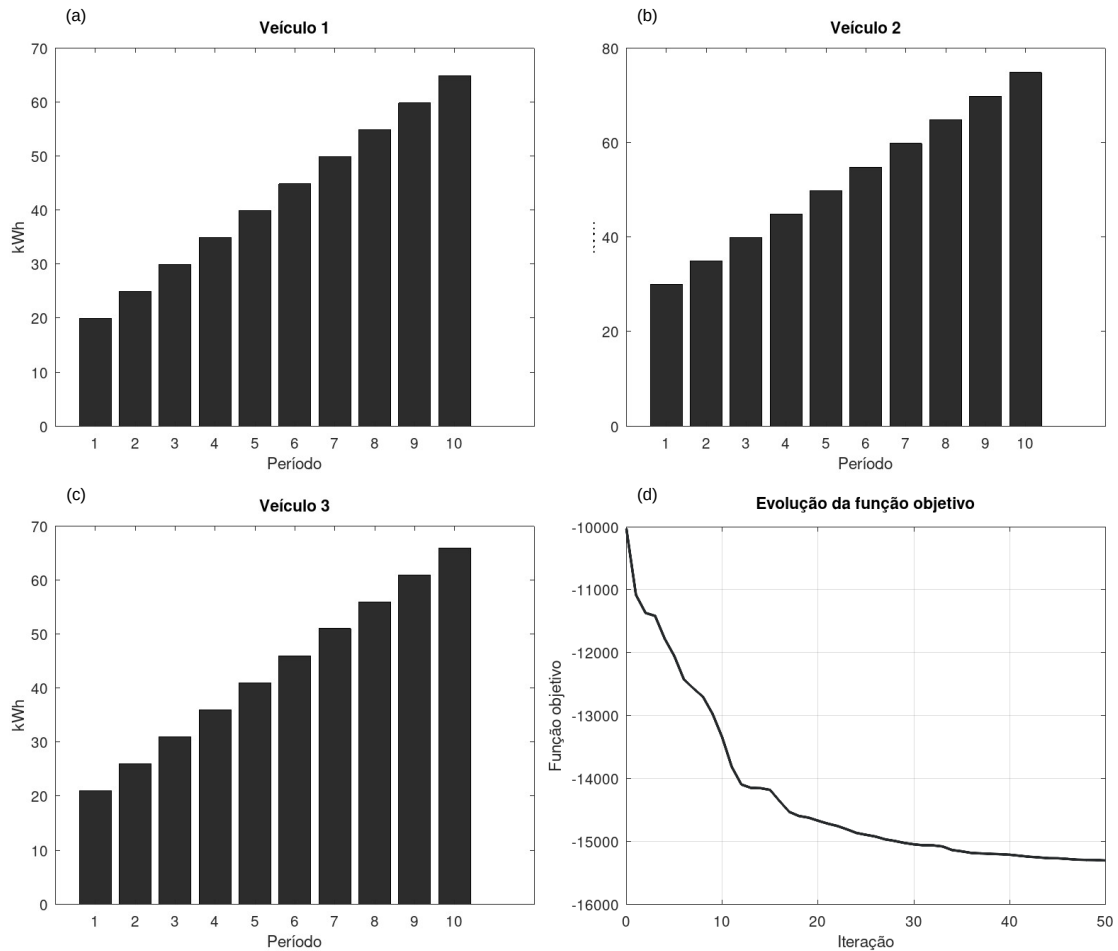 (a)
Veículo 1
70
60
50
40
30
20
10
0
kWh
1 2 3 4 5 6 7 8 9 10
Período
(b)
Veículo 2
80
60
40
20
0
1 2 3 4 5 6 7 8 9 10
Período
(c)
Veículo 3
70
60
50
40
30
20
10
0
kWh
1 2 3 4 5 6 7 8 9 10
Período
(d)
Evolução da função objetivo
-10000
-11000
-12000
-13000
-14000
-15000
-16000
Função objetivo
0 10 20 30 40 50
Iteração